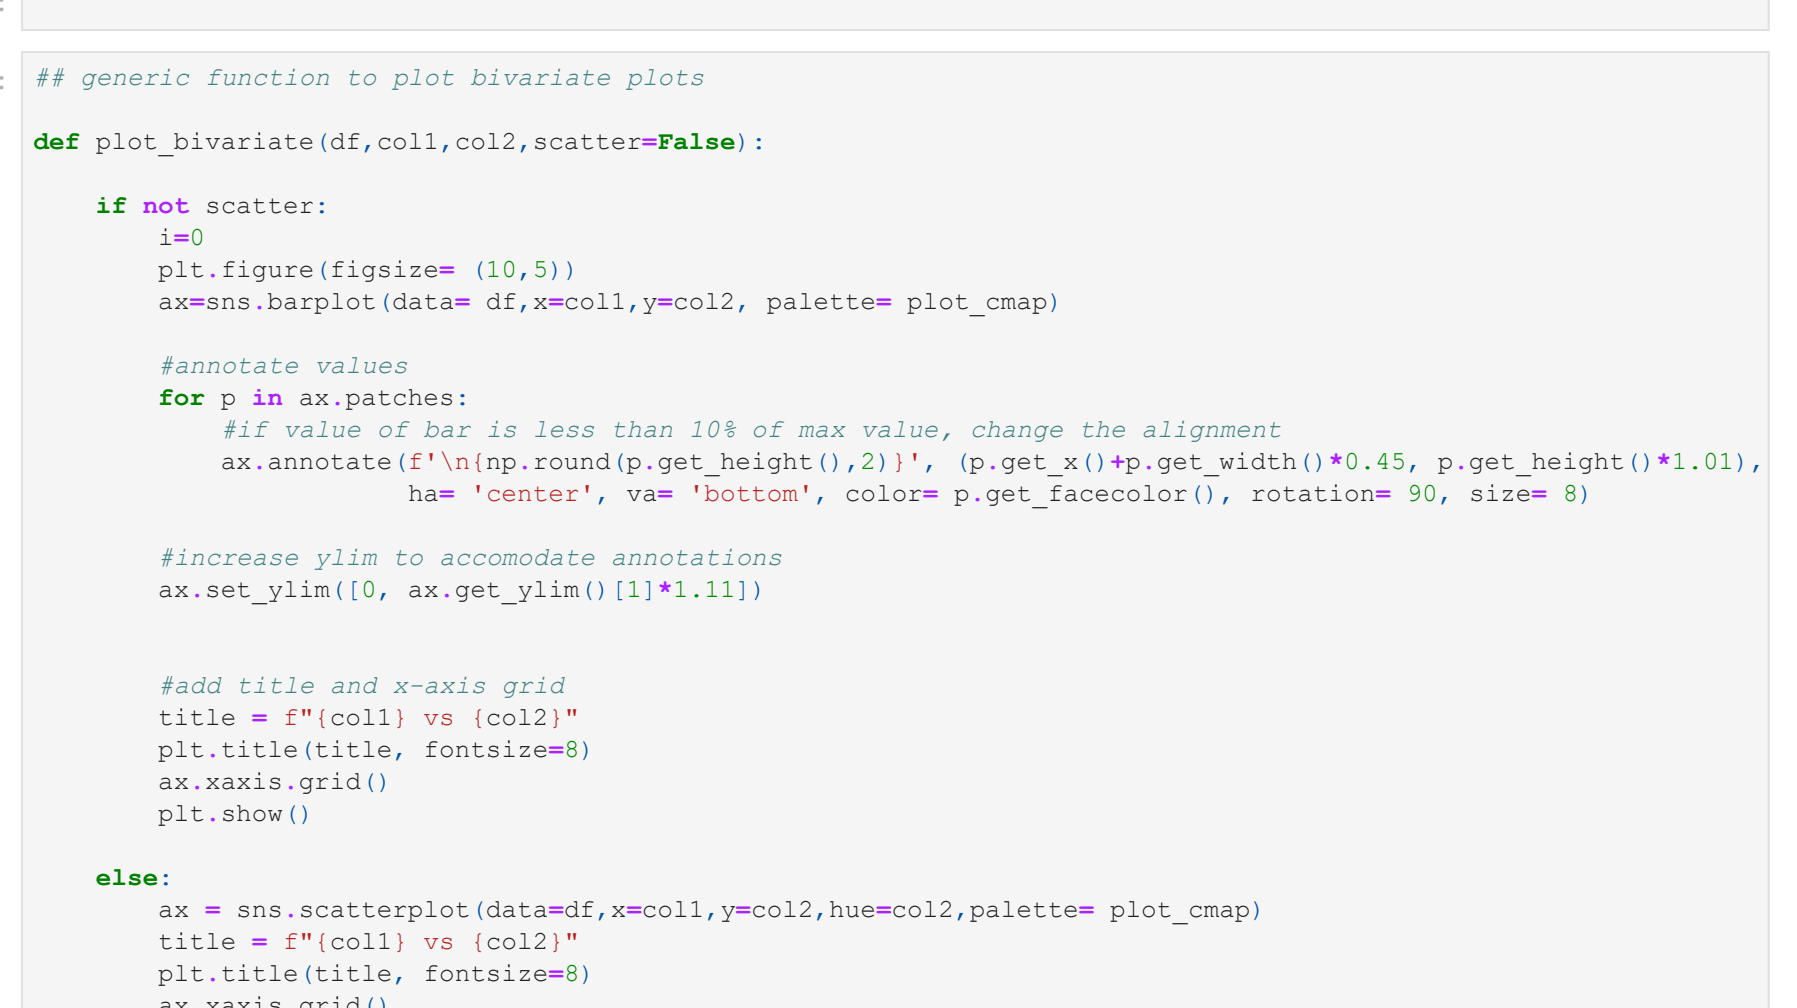 :
:
## generic function to plot bivariate plots
def plot_bivariate(df,col1,col2,scatter=False):
    if not scatter:
        i=0
        plt.figure(figsize= (10,5))
        ax=sns.barplot(data= df,x=col1,y=col2, palette= plot_cmap)
        #annotate values
        for p in ax.patches:
            #if value of bar is less than 10% of max value, change the alignment
            ax.annotate(f'\n{np.round(p.get_height(),2)}', (p.get_x()+p.get_width()*0.45, p.get_height()*1.01),
                        ha= 'center', va= 'bottom', color= p.get_facecolor(), rotation= 90, size= 8)
        #increase ylim to accomodate annotations
        ax.set_ylim([0, ax.get_ylim()[1]*1.11])
        #add title and x-axis grid
        title = f"{col1} vs {col2}"
        plt.title(title, fontsize=8)
        ax.xaxis.grid()
        plt.show()
    else:
        ax = sns.scatterplot(data=df,x=col1,y=col2,hue=col2,palette= plot_cmap)
        title = f"{col1} vs {col2}"
        plt.title(title, fontsize=8)
        ax.xaxis.grid()